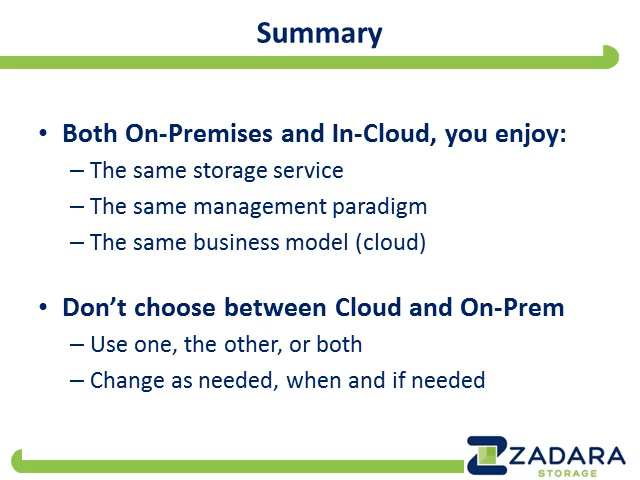 Summary
• Both On-Premises and In-Cloud, you enjoy:
– The same storage service
– The same management paradigm
– The same business model (cloud)
• Don’t choose between Cloud and On-Prem
– Use one, the other, or both
– Change as needed, when and if needed
ZADARA
STORAGE